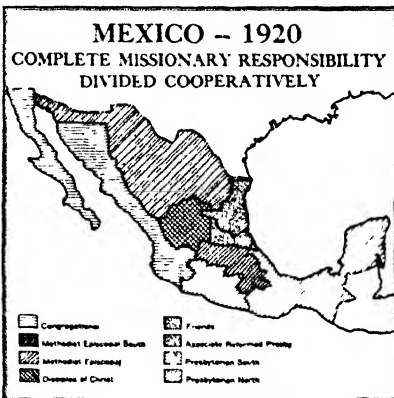 MEXICO – 1920
COMPLETE MISSIONARY RESPONSIBILITY
DIVIDED COOPERATIVELY
Congregational
Methodist Episcopal South
Methodist Episcopal
Disciples of Christ
Friends
Associate Reformed Presby
Presbyterian South
Presbyterian North